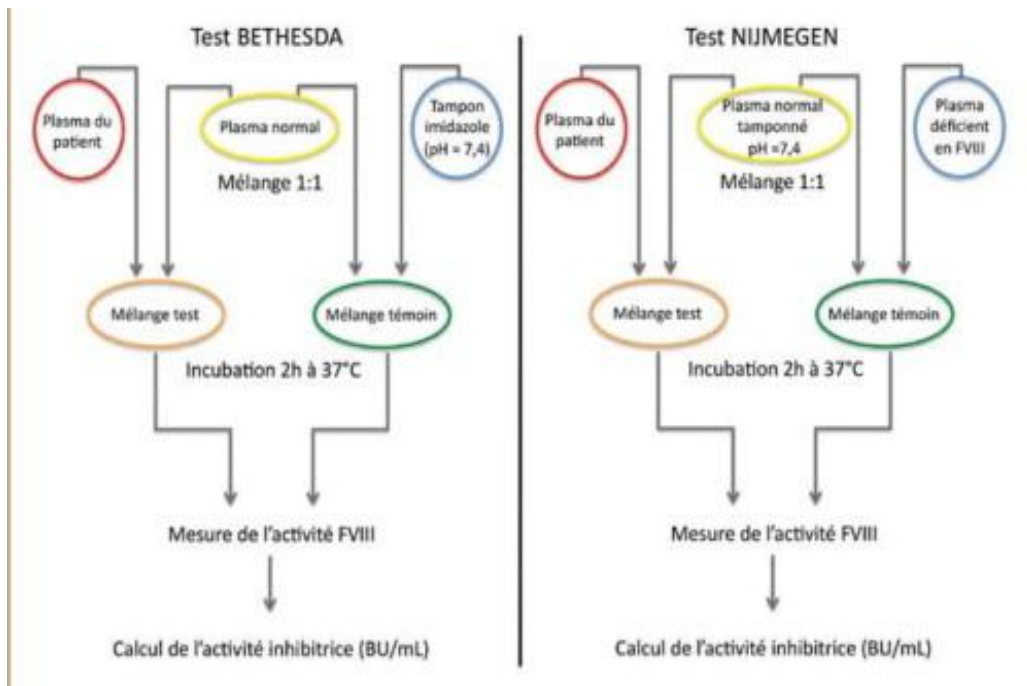 Test BETHESDA
Plasma du
patient
Plasma normal
Tampon
imidazole
(pH = 7,4)
Mélange 1:1
Mélange test
Mélange témoin
Incubation 2h à 37°C
Mesure de l'activité FVIII
Calcul de l'activité inhibitrice (BU/mL)
Test NIJMEGEN
Plasma du
patient
Plasma normal
tamponné
pH =7,4
Plasma
déficient
en FVIII
Mélange 1:1
Mélange test
Mélange témoin
Incubation 2h à 37°C
Mesure de l'activité FVIII
Calcul de l'activité inhibitrice (BU/mL)